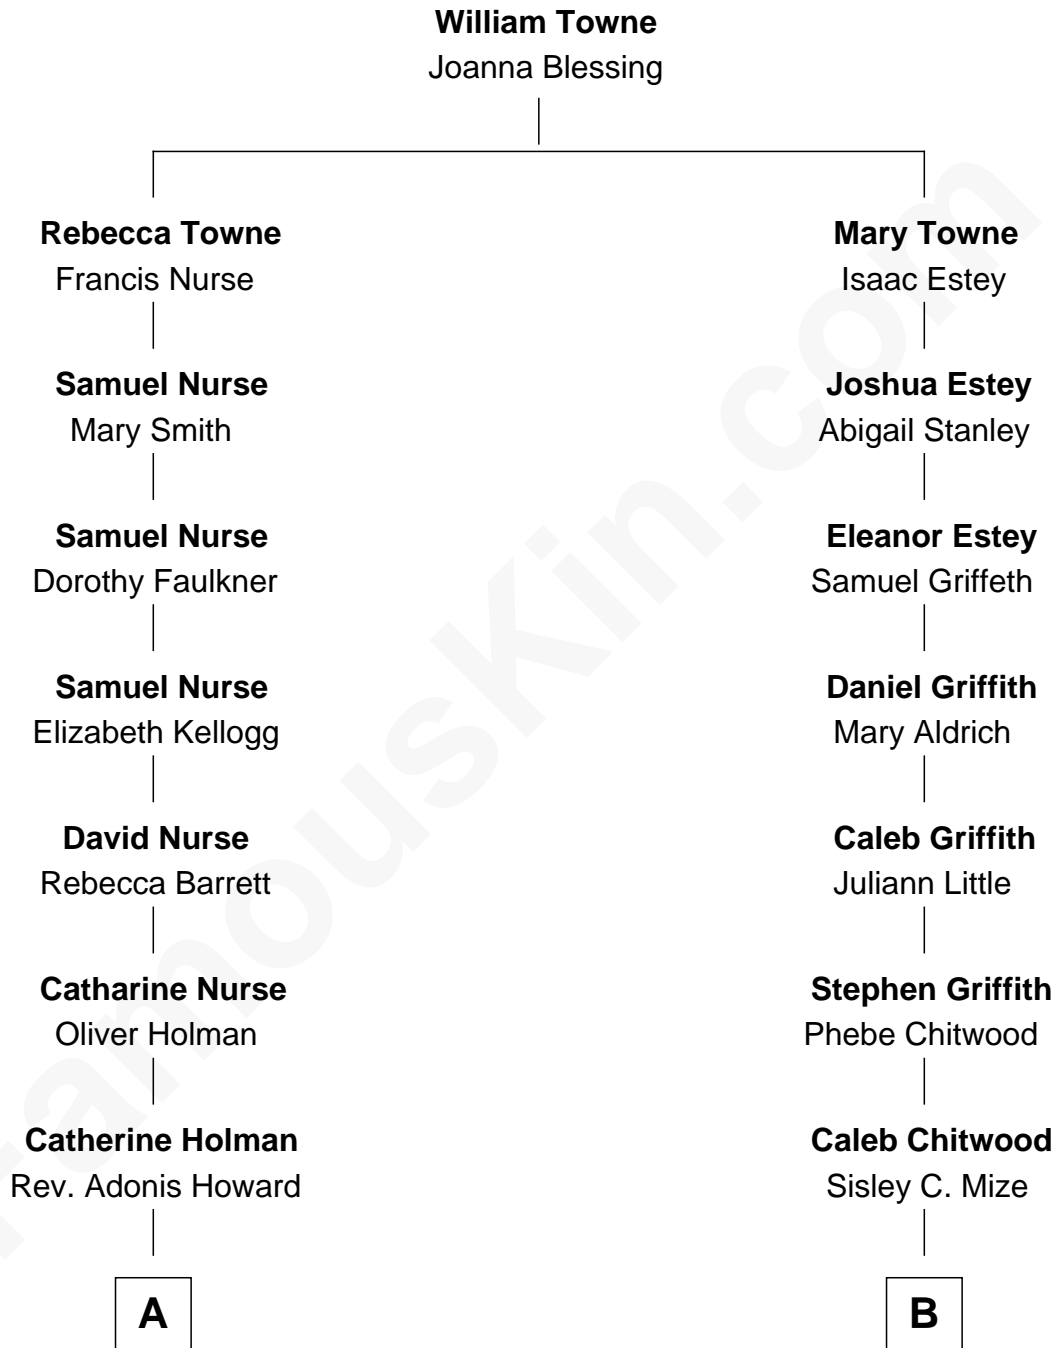 William Towne
Joanna Blessing
Rebecca Towne
Francis Nurse
Mary Towne
Isaac Estey
Samuel Nurse
Mary Smith
Joshua Estey
Abigail Stanley
Samuel Nurse
Dorothy Faulkner
Eleanor Estey
Samuel Griffeth
Samuel Nurse
Elizabeth Kellogg
Daniel Griffith
Mary Aldrich
David Nurse
Rebecca Barrett
Caleb Griffith
Juliann Little
Catharine Nurse
Oliver Holman
Stephen Griffith
Phebe Chitwood
Catherine Holman
Rev. Adonis Howard
Caleb Chitwood
Sisley C. Mize
A
B
FamousKin.com